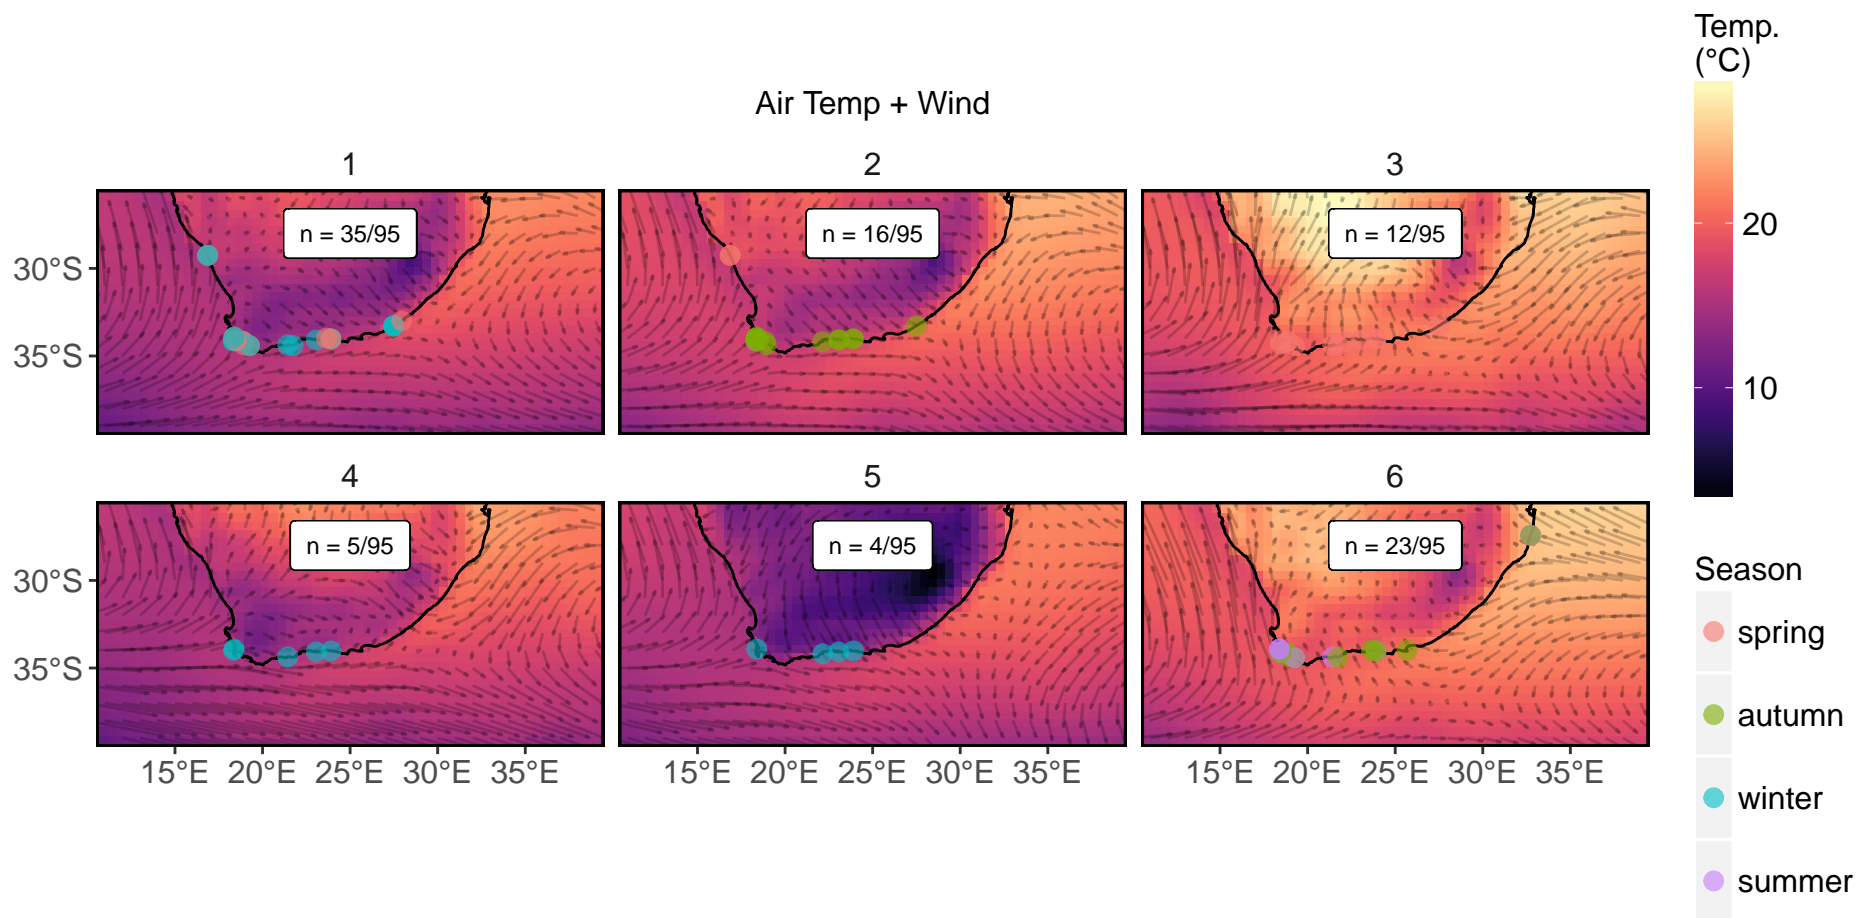 Temp.
(°C)
Air Temp + Wind
1
2
3
n = 35/95
n = 16/95
n = 12/95
20
10
30°S
35°S
4
5
6
n = 5/95
n = 4/95
n = 23/95
30°S
35°S
15°E 20°E 25°E 30°E 35°E
15°E 20°E 25°E 30°E 35°E
15°E 20°E 25°E 30°E 35°E
Season
spring
autumn
winter
summer